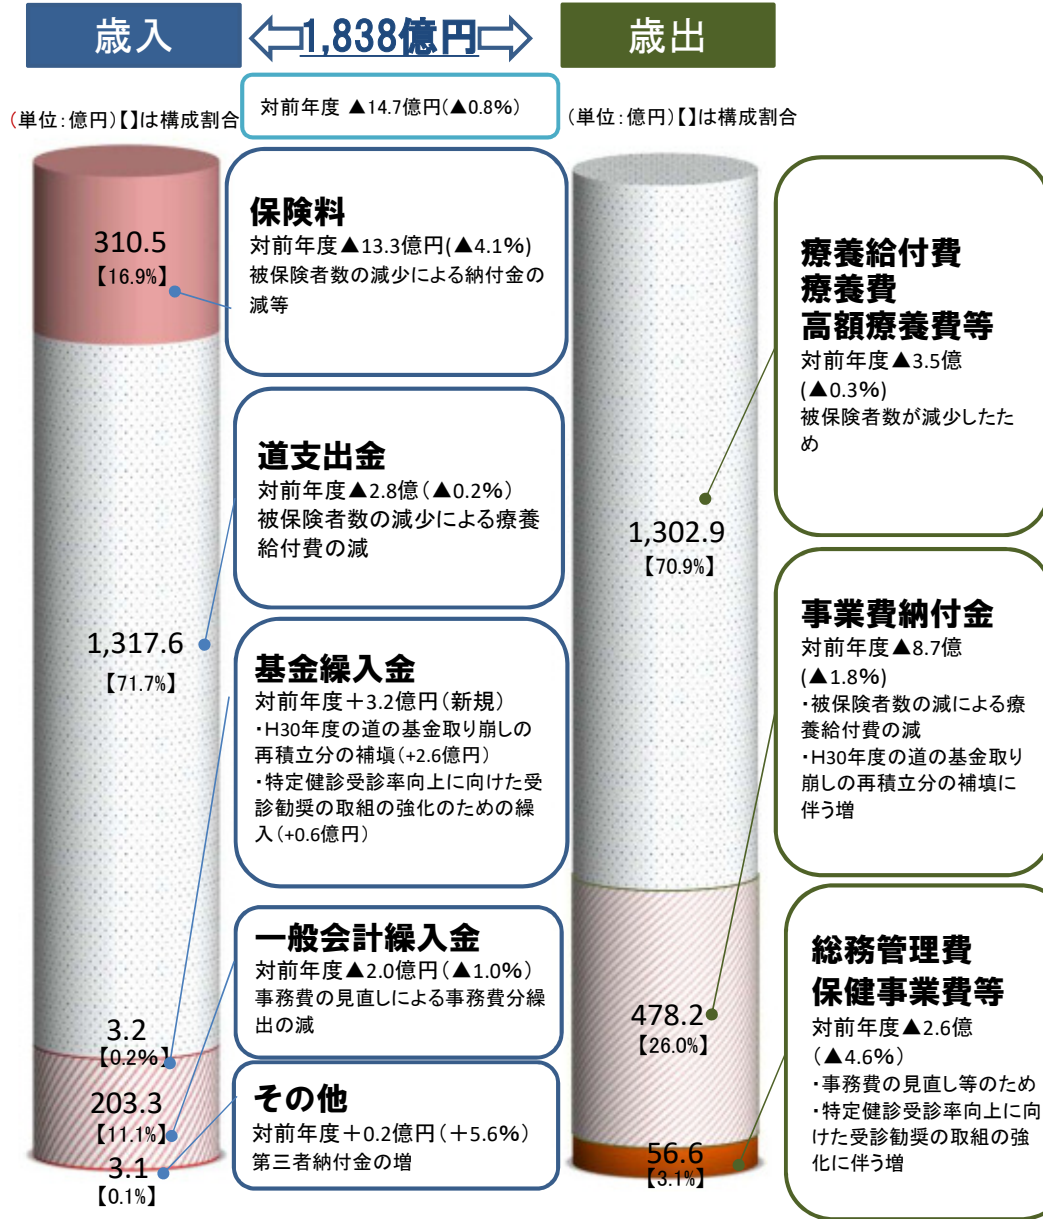 歳入
1,838億円
歳出
対前年度 ▲14.7億円(▲0.8%)
(単位:億円)【】は構成割合
(単位:億円)【】は構成割合
310.5
【16.9%】
保険料
対前年度▲13.3億円(▲4.1%)
被保険者数の減少による納付金の
減等
道支出金
対前年度▲2.8億(▲0.2%)
被保険者数の減少による療養
給付費の減
1,317.6
【71.7%】
基金繰入金
対前年度+3.2億円(新規)
・H30年度の道の基金取り崩しの
再積立分の補塡(+2.6億円)
・特定健診受診率向上に向けた受
診勧奨の取組の強化のための繰
入(+0.6億円)
3.2
【0.2%】
一般会計繰入金
対前年度▲2.0億円(▲1.0%)
事務費の見直しによる事務費分繰
出の減
203.3
【11.1%】
その他
対前年度+0.2億円(+5.6%)
第三者納付金の増
3.1
【0.1%】
療養給付費
療養費
高額療養費等
対前年度▲3.5億
(▲0.3%)
被保険者数が減少したた
め
1,302.9
【70.9%】
事業費納付金
対前年度▲8.7億
(▲1.8%)
・被保険者数の減による療
養給付費の減
・H30年度の道の基金取り
崩しの再積立分の補填に
伴う増
478.2
【26.0%】
総務管理費
保健事業費等
対前年度▲2.6億
(▲4.6%)
・事務費の見直し等のため
・特定健診受診率向上に向
けた受診勧奨の取組の強
化に伴う増
56.6
【3.1%】